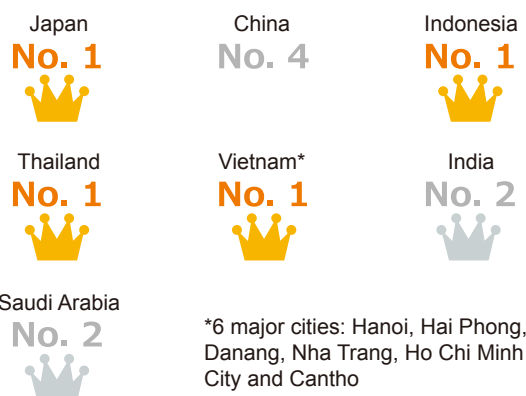 Japan
No. 1
China
No. 4
Indonesia
No. 1
Thailand
No. 1
Vietnam*
No. 1
India
No. 2
Saudi Arabia
No. 2
*6 major cities: Hanoi, Hai Phong,
Danang, Nha Trang, Ho Chi Minh
City and Cantho